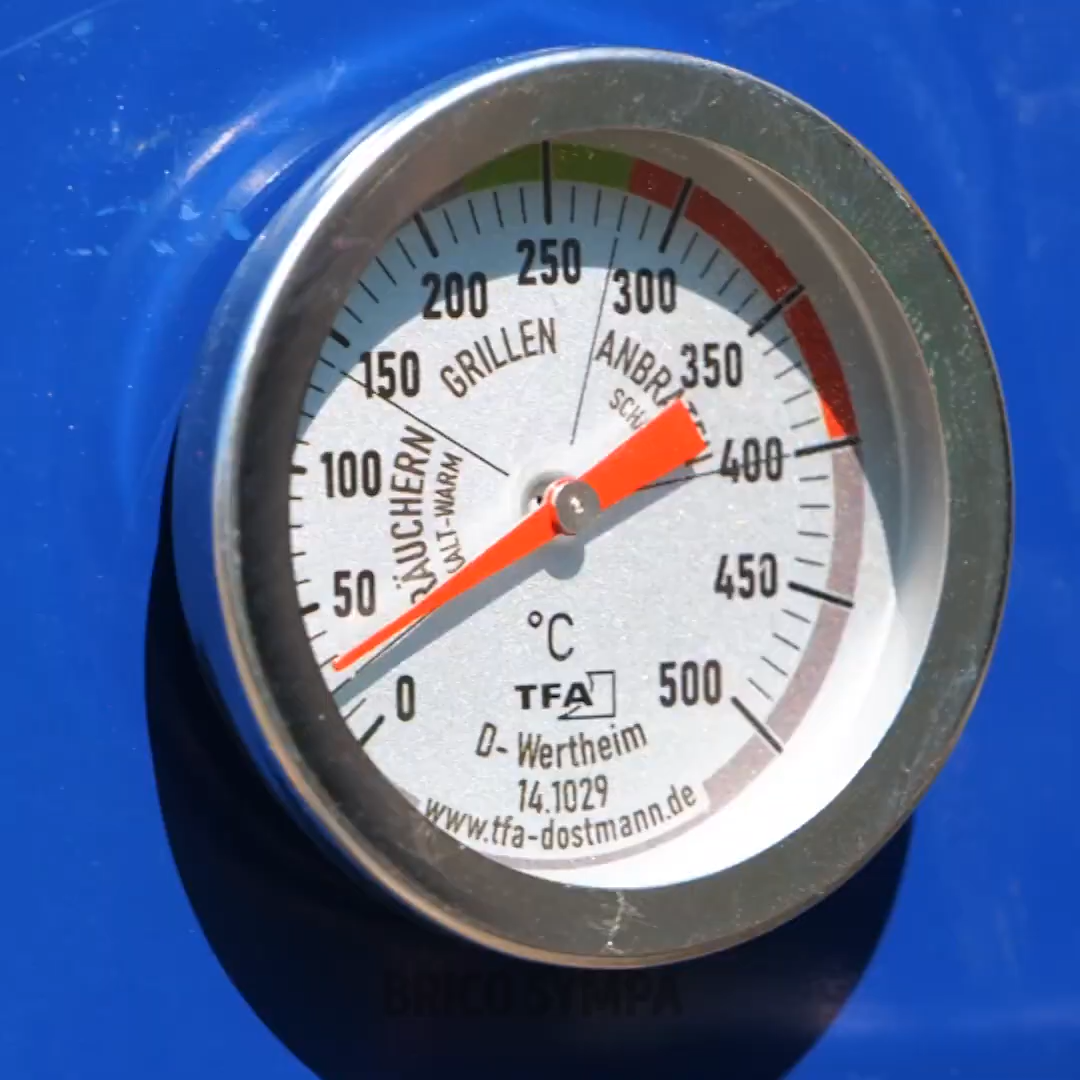 250
200
300
GRILLEN
150
350
100
400
RÄUCHERN
KALT-WARM
50
450
°C
0
TFA
500
D- Wertheim
14.1029
www.tfa-dostmann.de
BRICO SYMPA